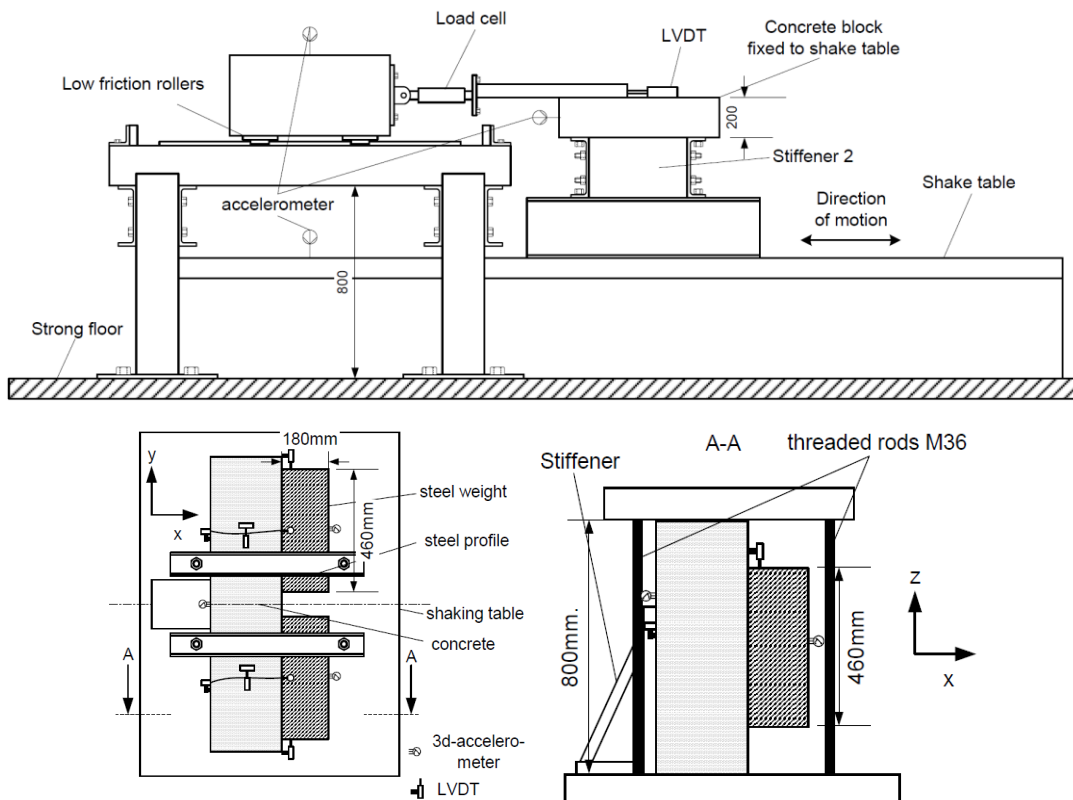 Load cell
LVDT
Concrete block
fixed to shake table
Low friction rollers
200
Stiffener 2
accelerometer
Shake table
Direction
of motion
800
Strong floor
180mm
y
x
steel weight
460mm
steel profile
shaking table
concrete
A
A
3d-accelero-
meter
LVDT
A-A
threaded rods M36
Stiffener
800mm.
460mm
z
x